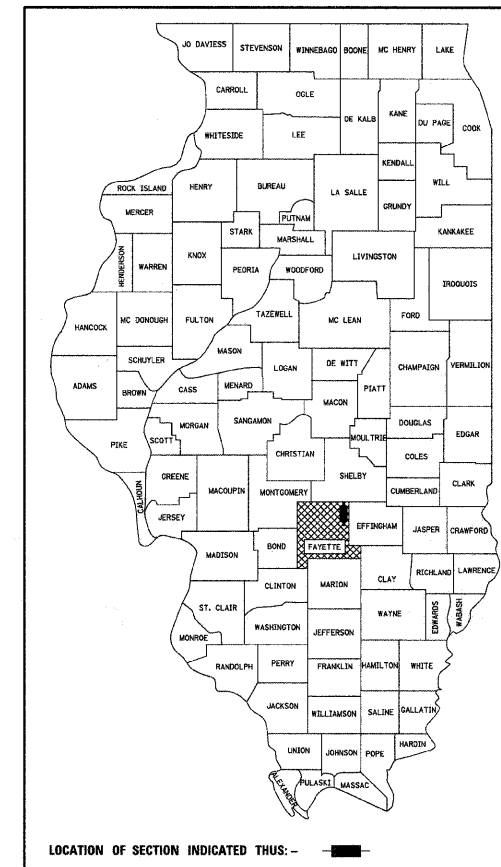 JO DAVIESS STEVENSON WINNEBAGO BOONE MC HENRY LAKE
CARROLL OGLE
DE KALB KANE DU PAGE COOK
WHITESIDE LEE
KENDALL WILL
ROCK ISLAND HENRY BUREAU LA SALLE GRUNDY
MERCER PUTNAM KANKAKEE
STARK MARSHALL
HENDERSON WARREN KNOX PEORIA WOODFORD LIVINGSTON IROQUOIS
HANCOCK MC DONOUGH FULTON TAZEWELL MC LEAN FORD
SCHUYLER MASON CHAMPAIGN VERMILION
ADAMS BROWN CASS MENARD LOGAN DE WITT PIATT
MACON
PIKE SCOTT MORGAN SANGAMON MOULTRIE DOUGLAS EDGAR
CHRISTIAN COLES
CALHOUN GREENE MACOUPIN MONTGOMERY SHELBY CUMBERLAND CLARK
JERSEY EFFINGHAM JASPER CRAWFORD
MADISON BOND FAYETTE
CLINTON MARION CLAY RICHLAND LAWRENCE
ST. CLAIR WAYNE EDWARDS WABASH
WASHINGTON JEFFERSON
MONROE
RANDOLPH PERRY FRANKLIN HAMILTON WHITE
JACKSON WILLIAMSON SALINE GALLATIN
UNION JOHNSON POPE HARDIN
ALEXANDER PULASKI MASSAC
LOCATION OF SECTION INDICATED THUS: -